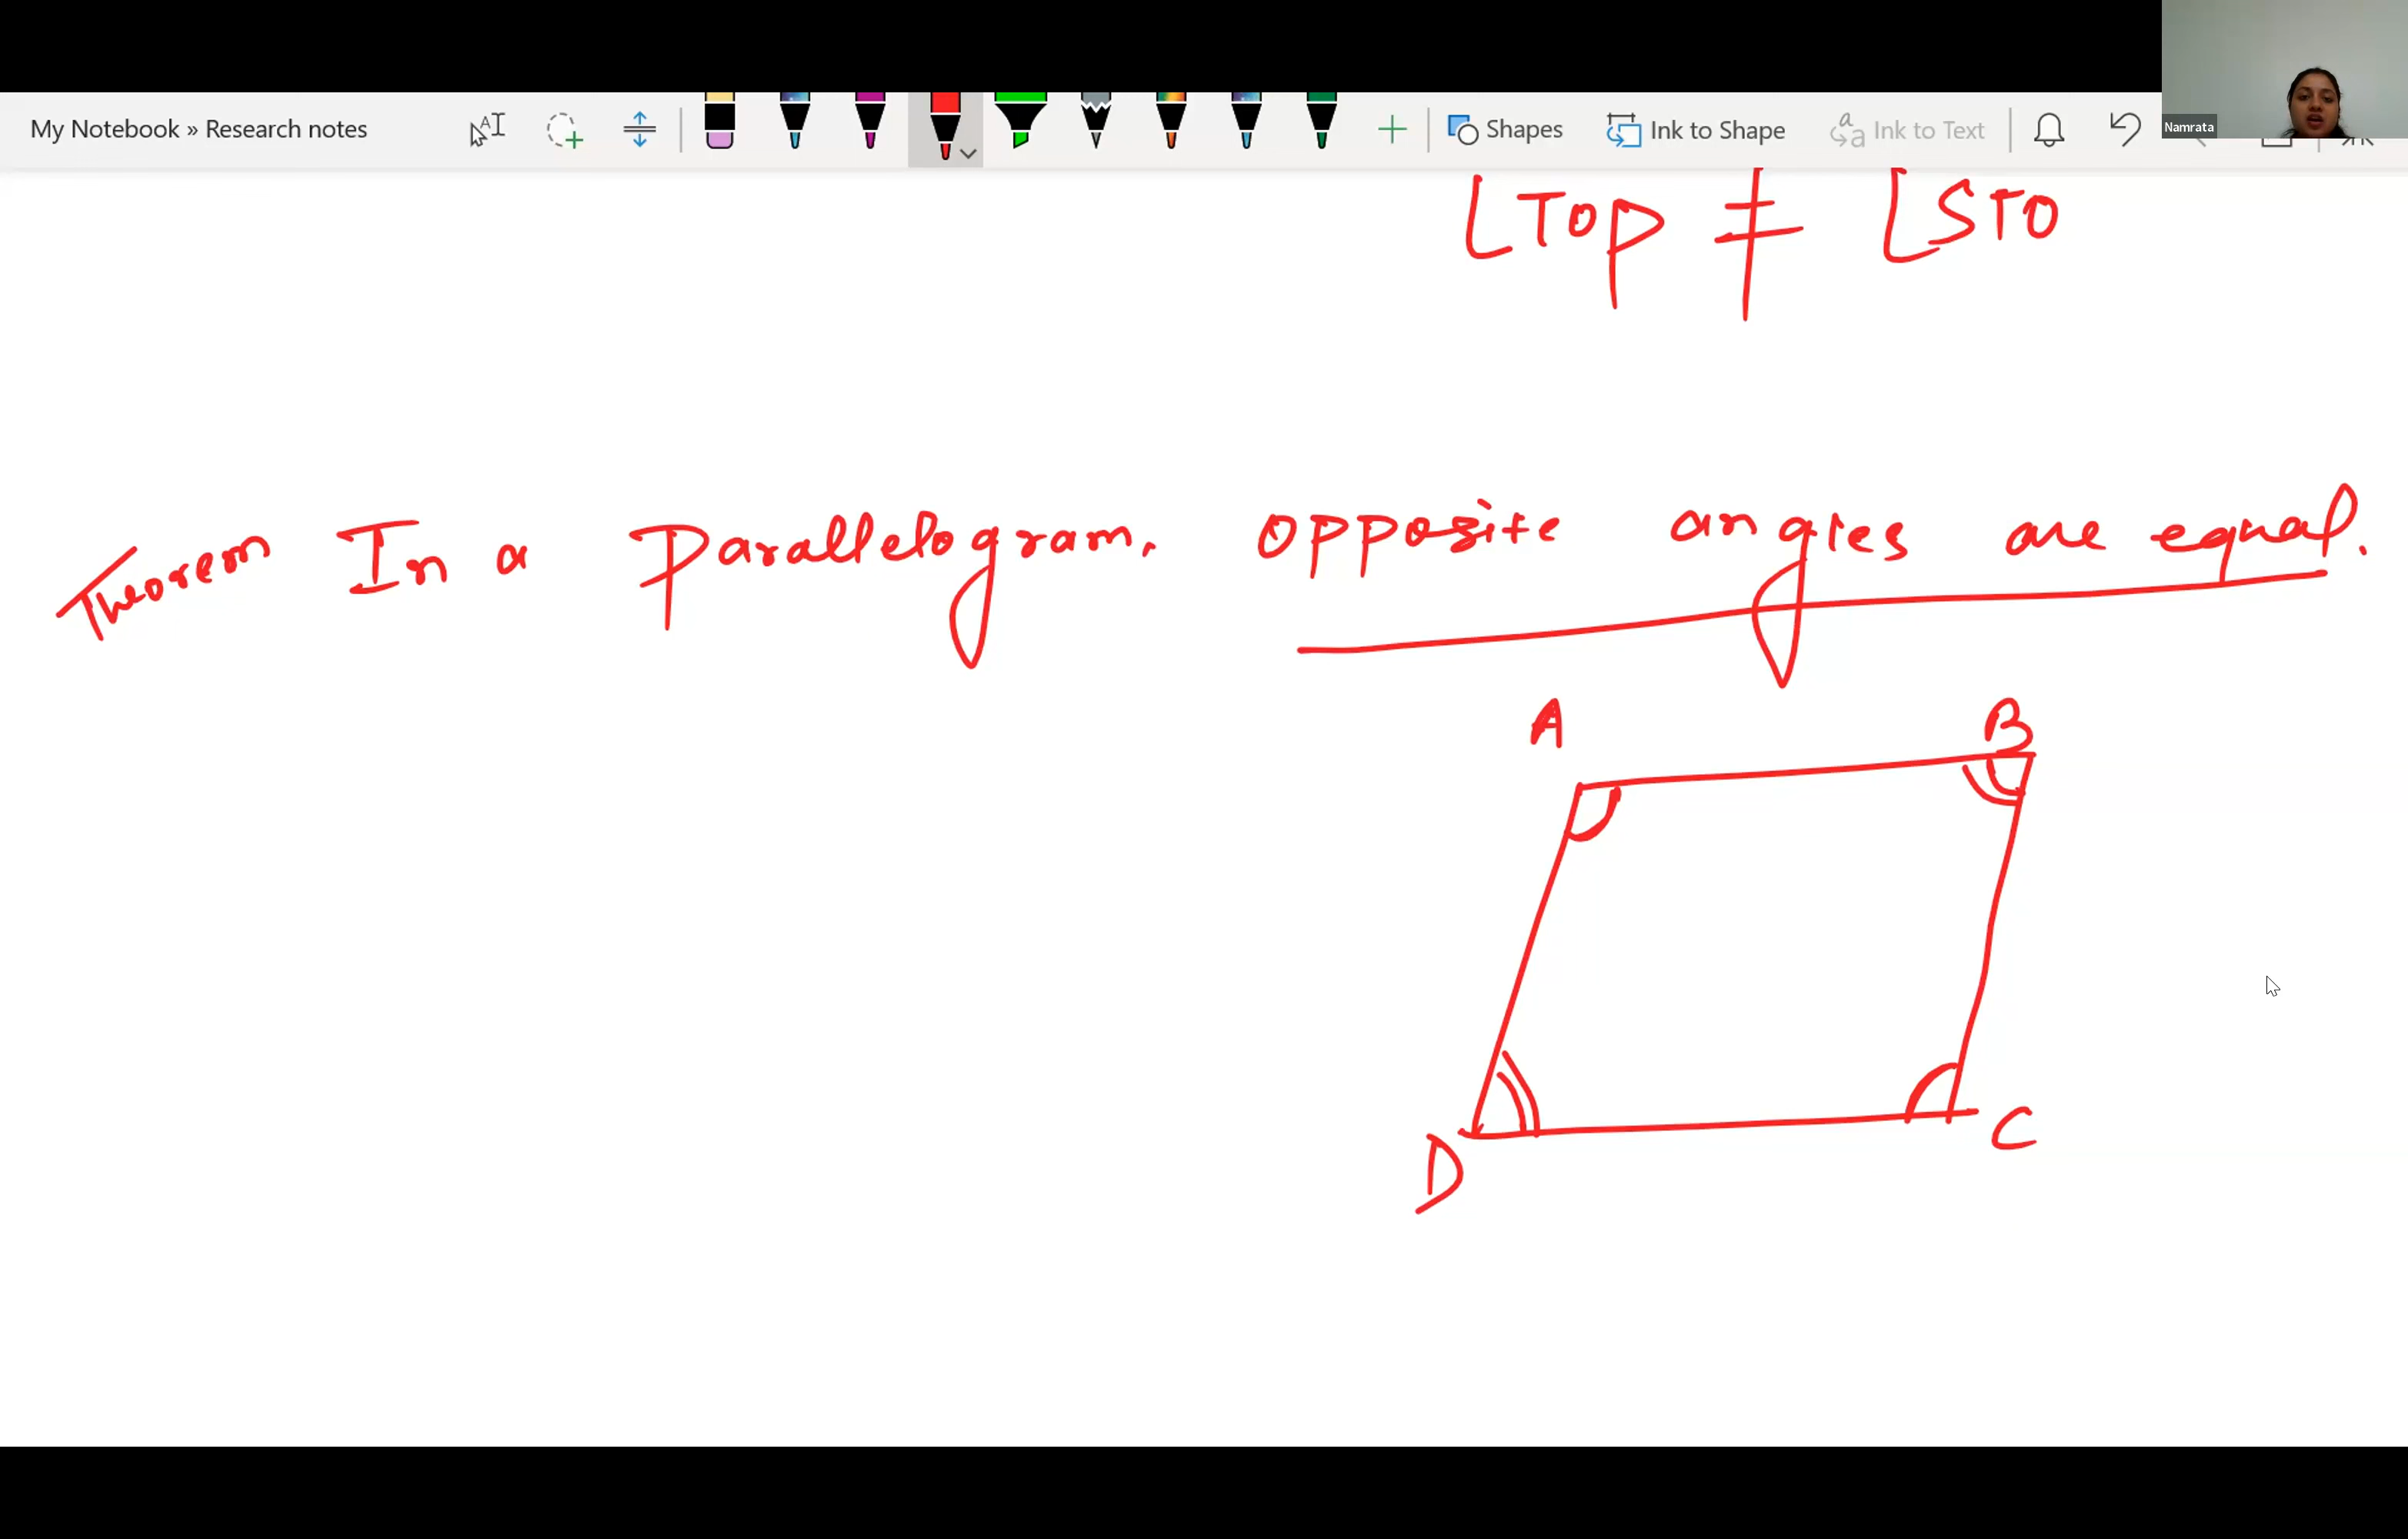 Namrata
My Notebook » Research notes
Shapes
Ink to Shape
Ink to Text
∠TOP ≠ ∠STO
Theorem In a Parallelogram, opposite angles are equal.
A
B
D
C